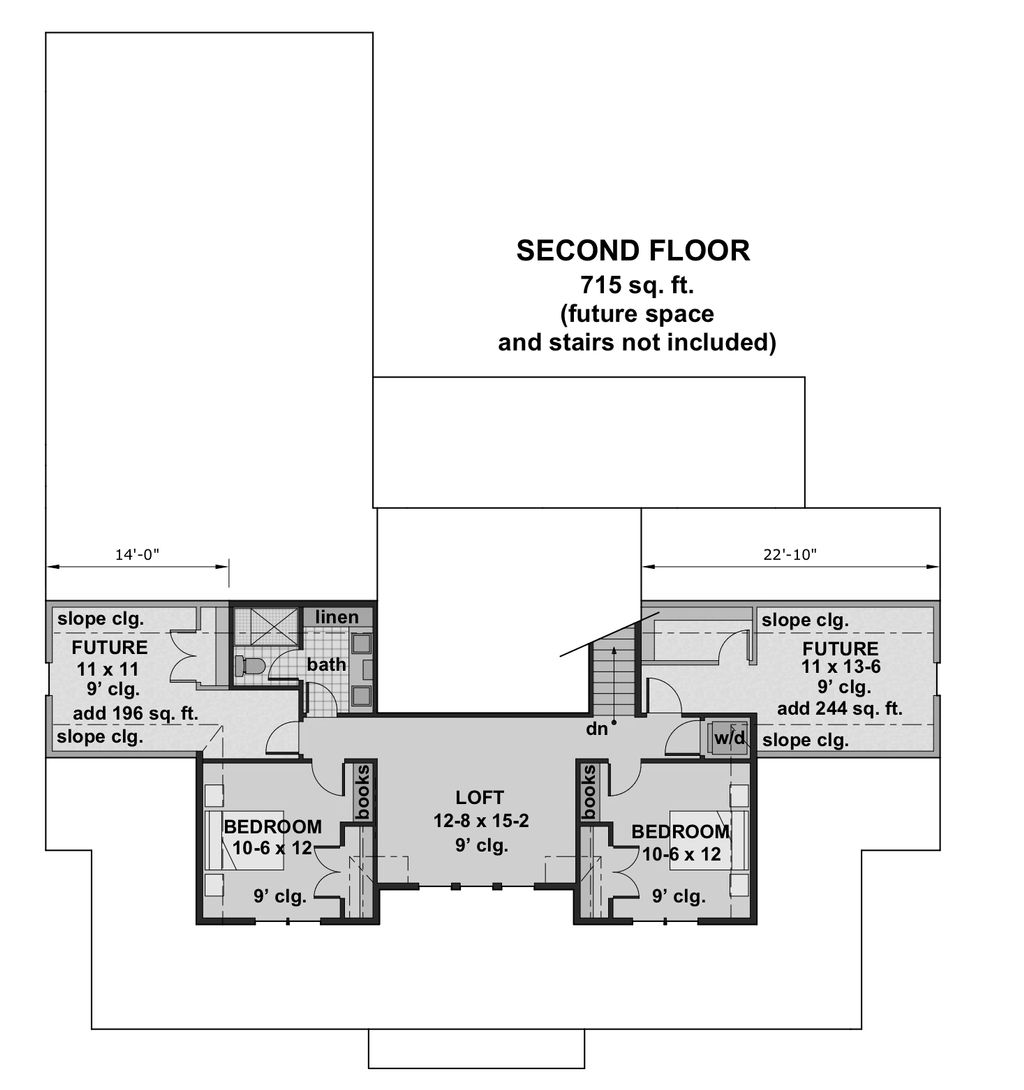 SECOND FLOOR
715 sq. ft.
(future space
and stairs not included)
14'-0"
22'-10"
slope clg.
FUTURE
11 x 11
9’ clg.
add 196 sq. ft.
slope clg.
linen
bath
slope clg.
FUTURE
11 x 13-6
9’ clg.
add 244 sq. ft.
slope clg.
dn
w/d
books
LOFT
12-8 x 15-2
9’ clg.
books
BEDROOM
10-6 x 12
9’ clg.
BEDROOM
10-6 x 12
9’ clg.